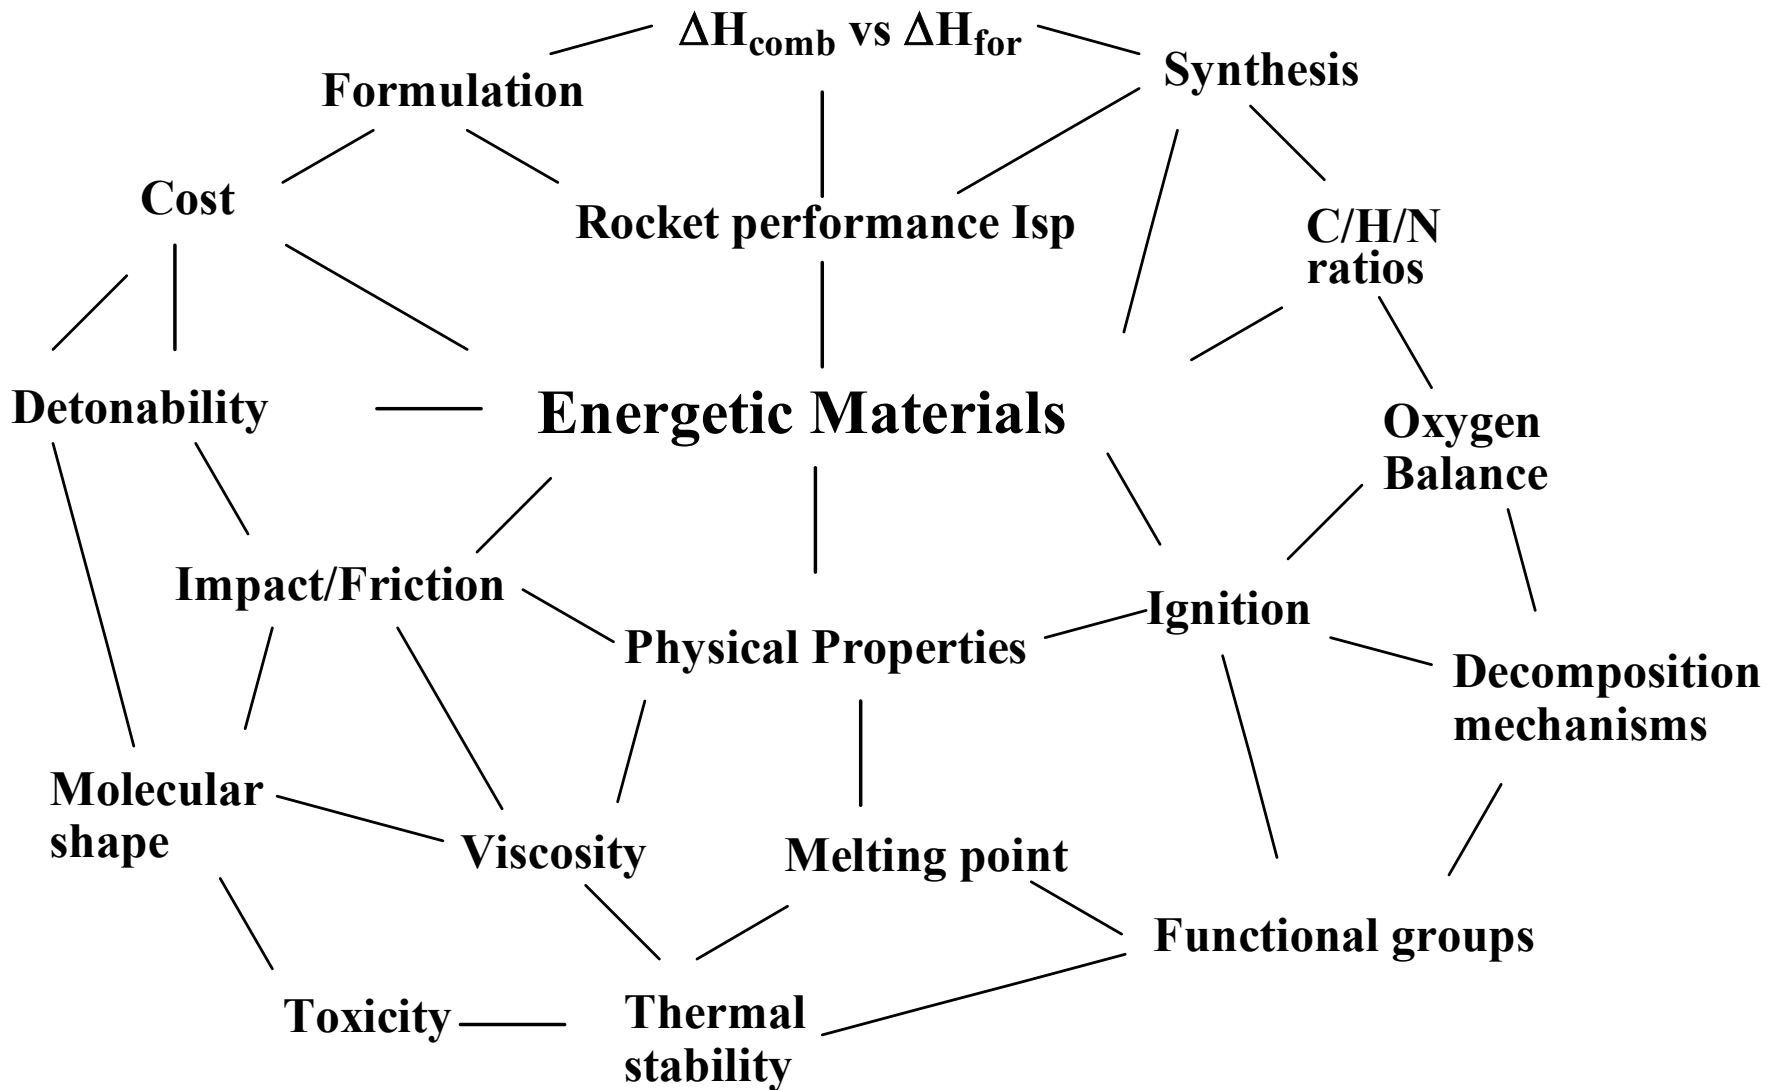 ΔHcomb vs ΔHfor
Synthesis
Formulation
Cost
Rocket performance Isp
C/H/N
ratios
Detonability
Energetic Materials
Oxygen
Balance
Impact/Friction
Physical Properties
Ignition
Decomposition
mechanisms
Molecular
shape
Viscosity
Melting point
Functional groups
Toxicity
Thermal
stability